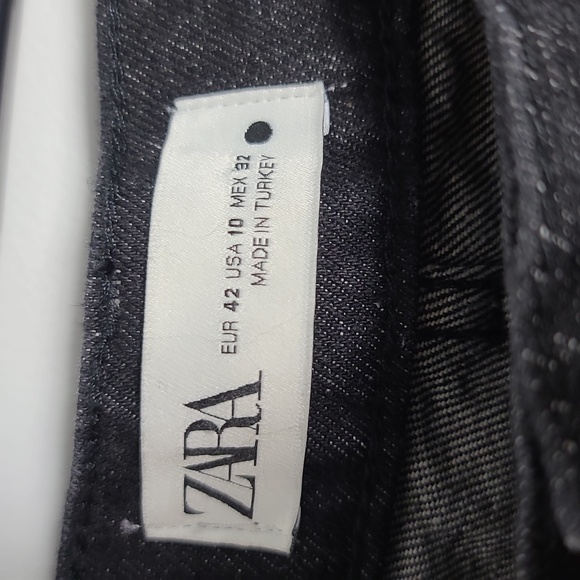 ZARA
EUR 42 USA 10 MEX 32
MADE IN TURKEY